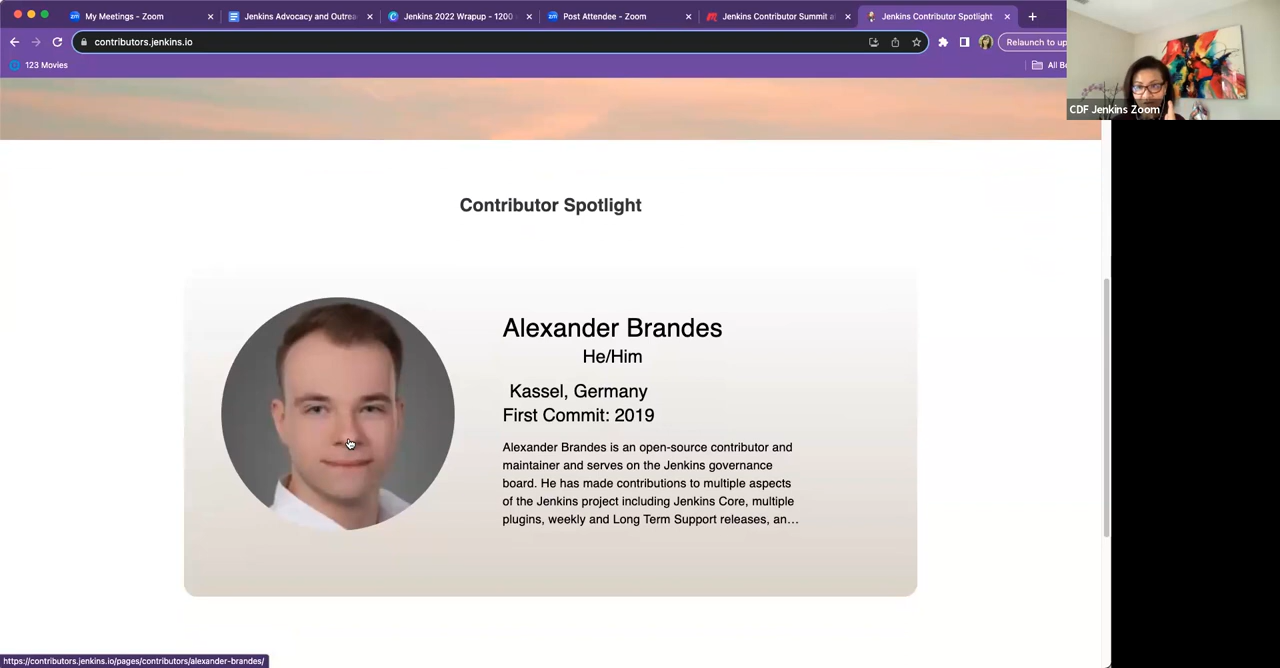 My Meetings - Zoom
Jenkins Advocacy and Outrea
Jenkins 2022 Wrapup - 1200
Post Attendee - Zoom
Jenkins Contributor Summit a
Jenkins Contributor Spotlight
contributors.jenkins.io
Relaunch to up
123 Movies
All Bo
CDF Jenkins Zoom
Contributor Spotlight
Alexander Brandes
He/Him
Kassel, Germany
First Commit: 2019
Alexander Brandes is an open-source contributor and
maintainer and serves on the Jenkins governance
board. He has made contributions to multiple aspects
of the Jenkins project including Jenkins Core, multiple
plugins, weekly and Long Term Support releases, an...
https://contributors.jenkins.io/pages/contributors/alexander-brandes/